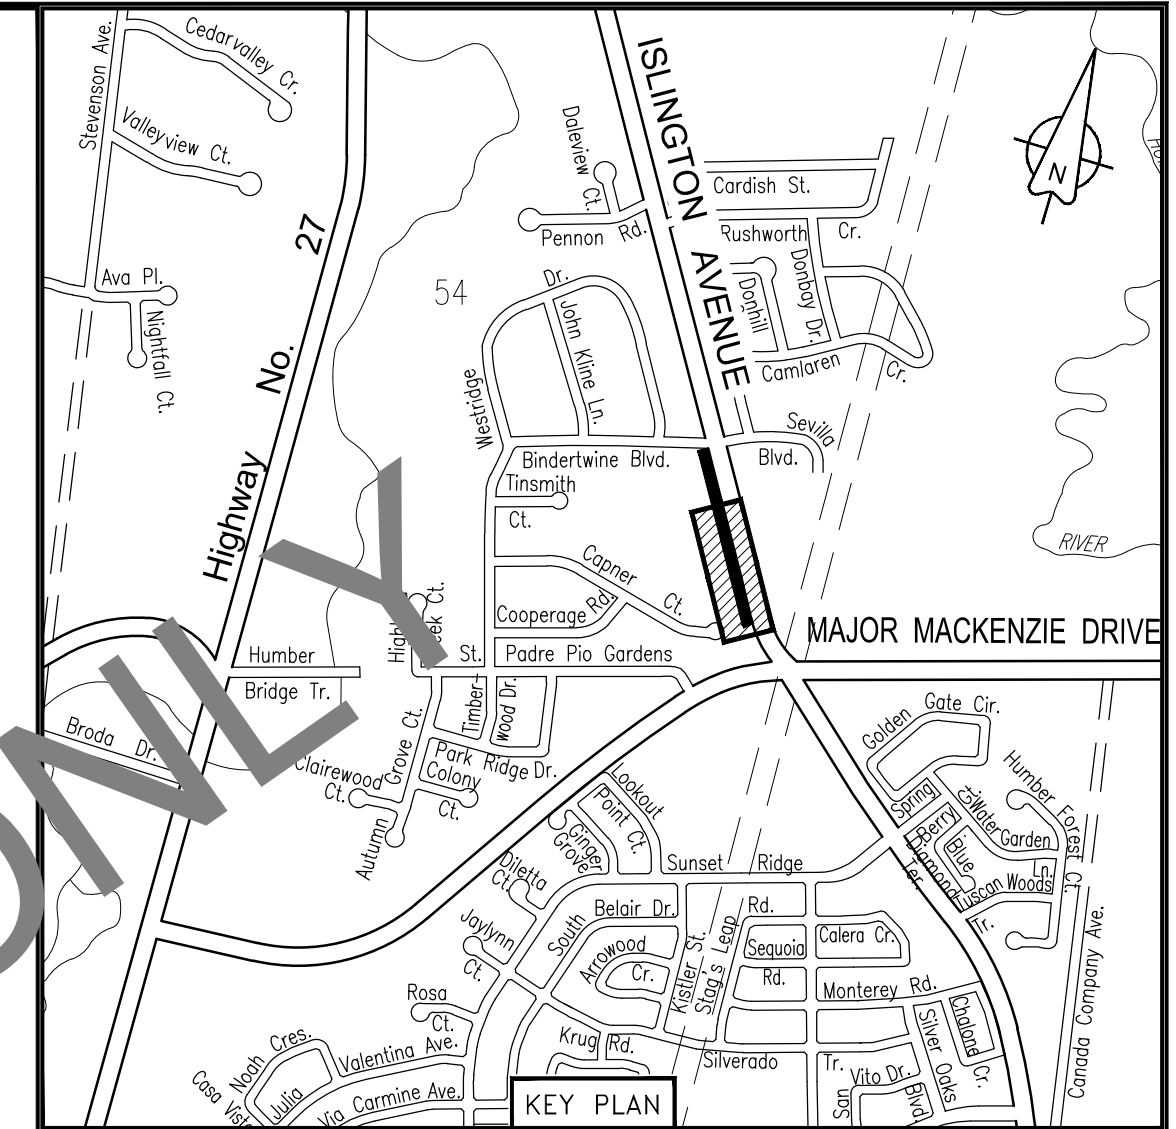 Stevenson Ave.
Cedarvalley Cr.
Valleyview Ct.
Ava Pl.
Nightfall Ct.
Highway No. 27
54
ISLINGTON AVENUE
Daleview Ct.
Pennon Rd.
Cardish St.
Rushworth Cr.
Donbay Dr.
Donhill
Camlaren Cr.
N
Westridge Dr.
John Kline Ln.
Bindertwine Blvd.
Sevilla
Blvd.
Tinsmith
Ct.
Capner Ct.
Cooperage Rd.
RIVER
MAJOR MACKENZIE DRIVE
Humber
Bridge Tr.
St.
Padre Pio Gardens
Timber-
wood Dr.
Broda Dr.
Clairewood
Ct.
Autumn Grove Ct.
Park Ridge Dr.
Colony
Ct.
Lookout
Point Ct.
Ginger
Grove
Diletta
Ct.
Sunset Ridge
Golden Gate Cir.
Spring
Berry
Blue
Diamond
Ter.
Water
Garden
Ln.
Humber Forest Ct.
Tuscan Woods
Tr.
Canada Company Ave.
Jaylynn
Ct.
South
Belair Dr.
Arrowood
Cr.
Kistler St.
Stag's Leap
Rd.
Sequoia
Rd.
Calera Cr.
Monterey Rd.
Rosa
Ct.
Krug Rd.
Silverado
Tr.
Silver Oaks
Blvd.
Chalone
Cr.
Noah Cres.
Valentina Ave.
Casa
Vista
Julia
Via Carmine Ave.
San
Vito Dr.
KEY PLAN
ONLY